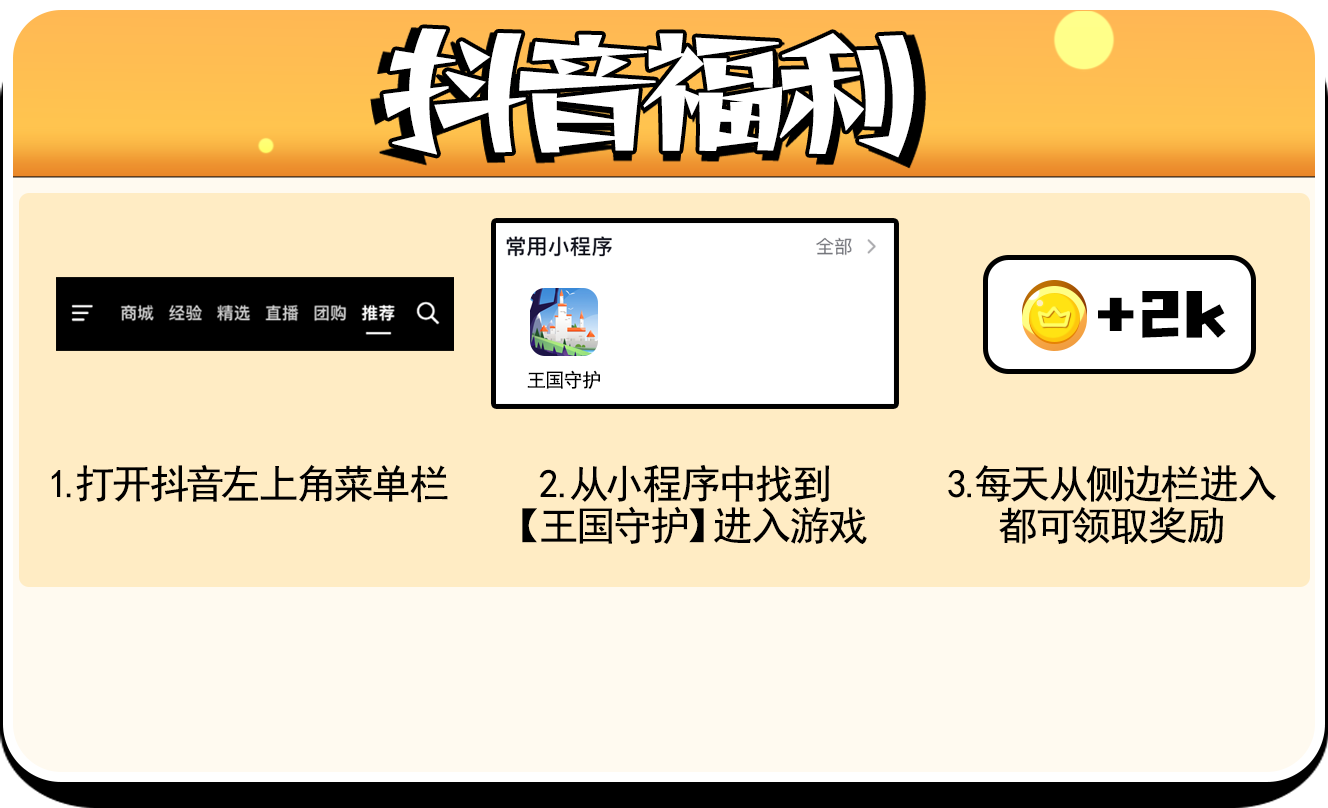 抖音福利
商城 经验 精选 直播 团购 推荐
常用小程序 全部
王国守护
+2k
1.打开抖音左上角菜单栏
2.从小程序中找到
【王国守护】进入游戏
3.每天从侧边栏进入
都可领取奖励